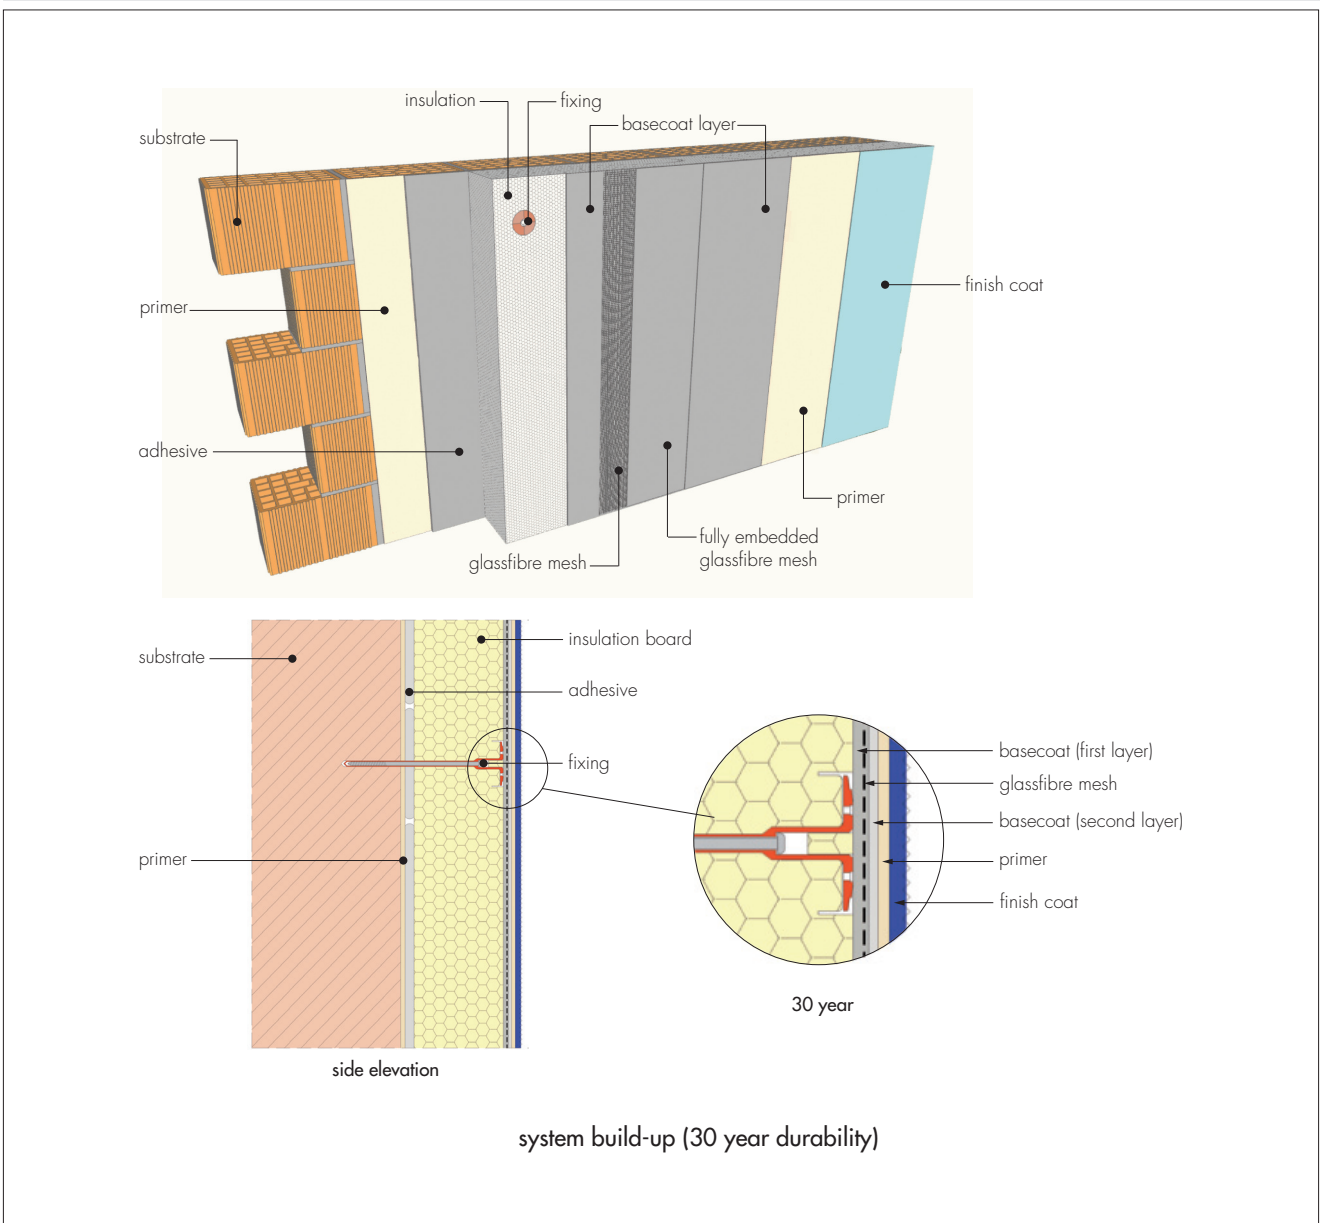 insulation
fixing
basecoat layer
substrate
finish coat
primer
adhesive
primer
fully embedded
glassfibre mesh
glassfibre mesh
insulation board
substrate
adhesive
fixing
basecoat (first layer)
glassfibre mesh
basecoat (second layer)
primer
primer
finish coat
30 year
side elevation
system build-up (30 year durability)